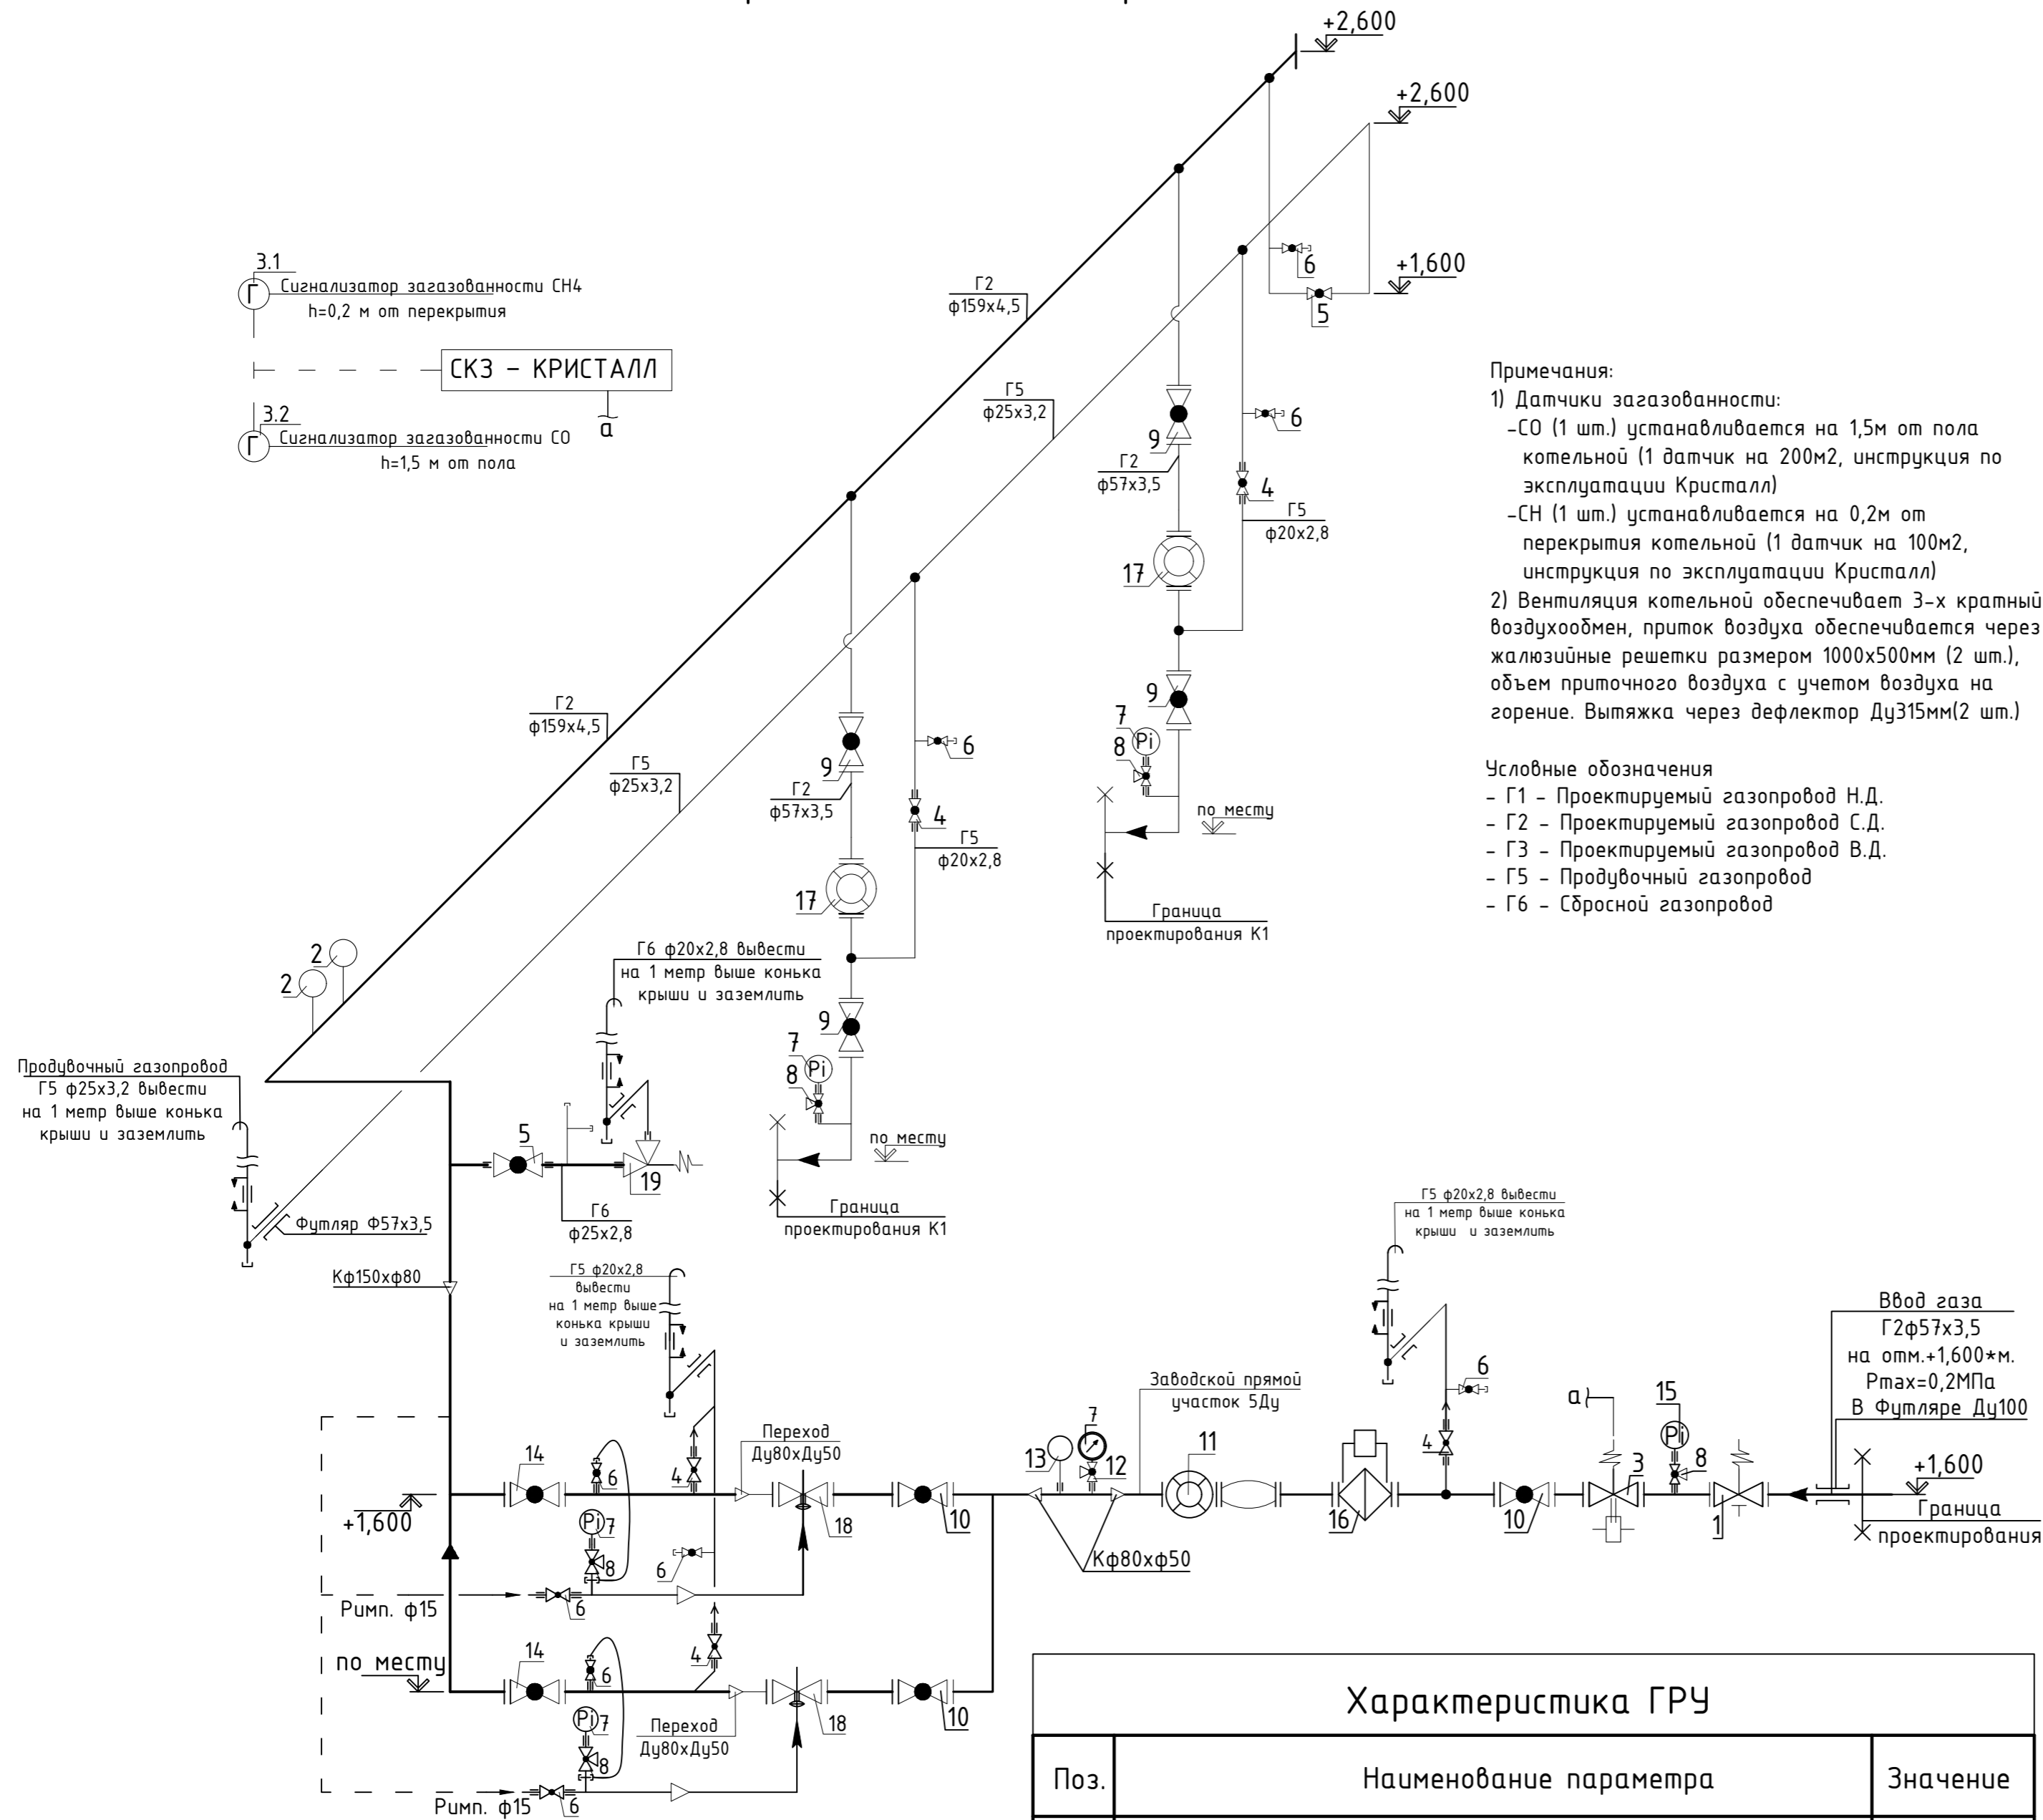 +2,600
+2,600
+1,600
6
5
3.1
Г
Сигнализатор загазованности СН4
h=0,2 м от перекрытия
СКЗ - КРИСТАЛЛ
а
3.2
Г
Сигнализатор загазованности СО
h=1,5 м от пола
Г2
ф159х4,5
Г5
ф25х3,2
9
Г2
ф57х3,5
6
4
Г5
ф20х2,8
17
9
7
8
Pi
по месту
Граница
проектирования К1
Примечания:
1) Датчики загазованности:
-СО (1 шт.) устанавливается на 1,5м от пола
котельной (1 датчик на 200м2, инструкция по
эксплуатации Кристалл)
-СН (1 шт.) устанавливается на 0,2м от
перекрытия котельной (1 датчик на 100м2,
инструкция по эксплуатации Кристалл)
2) Вентиляция котельной обеспечивает 3-х кратный
воздухообмен, приток воздуха обеспечивается через
жалюзийные решетки размером 1000х500мм (2 шт.),
объем приточного воздуха с учетом воздуха на
горение. Вытяжка через дефлектор Ду315мм(2 шт.)
Условные обозначения
- Г1 - Проектируемый газопровод Н.Д.
- Г2 - Проектируемый газопровод С.Д.
- Г3 - Проектируемый газопровод В.Д.
- Г5 - Продувочный газопровод
- Г6 - Сбросной газопровод
Г2
ф159х4,5
Г5
ф25х3,2
9
Г2
ф57х3,5
6
4
Г5
ф20х2,8
17
9
7
8
Pi
по месту
Граница
проектирования К1
2
2
Г6 ф20х2,8 вывести
на 1 метр выше конька
крыши и заземлить
Продувочный газопровод
Г5 ф25х3,2 вывести
на 1 метр выше конька
крыши и заземлить
Футляр Ф57х3,5
5
19
Г6
ф25х2,8
Кф150хф80
Г5 ф20х2,8
вывести
на 1 метр выше
конька крыши
и заземлить
Г5 ф20х2,8 вывести
на 1 метр выше конька
крыши и заземлить
Ввод газа
Г2ф57х3,5
на отм.+1,600*м.
Pmax=0,2МПа
В Футляре Ду100
+1,600
Граница
проектирования
Заводской прямой
участок 5Ду
Переход
Ду80хДу50
14
6
4
18
10
13
7
12
11
16
4
6
10
а
3
15
Pi
8
1
+1,600
Pi
7
8
6
Кф80хф50
Римп. ф15
6
по месту
14
6
4
18
10
Pi
7
8
Переход
Ду80хДу50
Римп. ф15
6
Характеристика ГРУ
Поз.
Наименование параметра
Значение